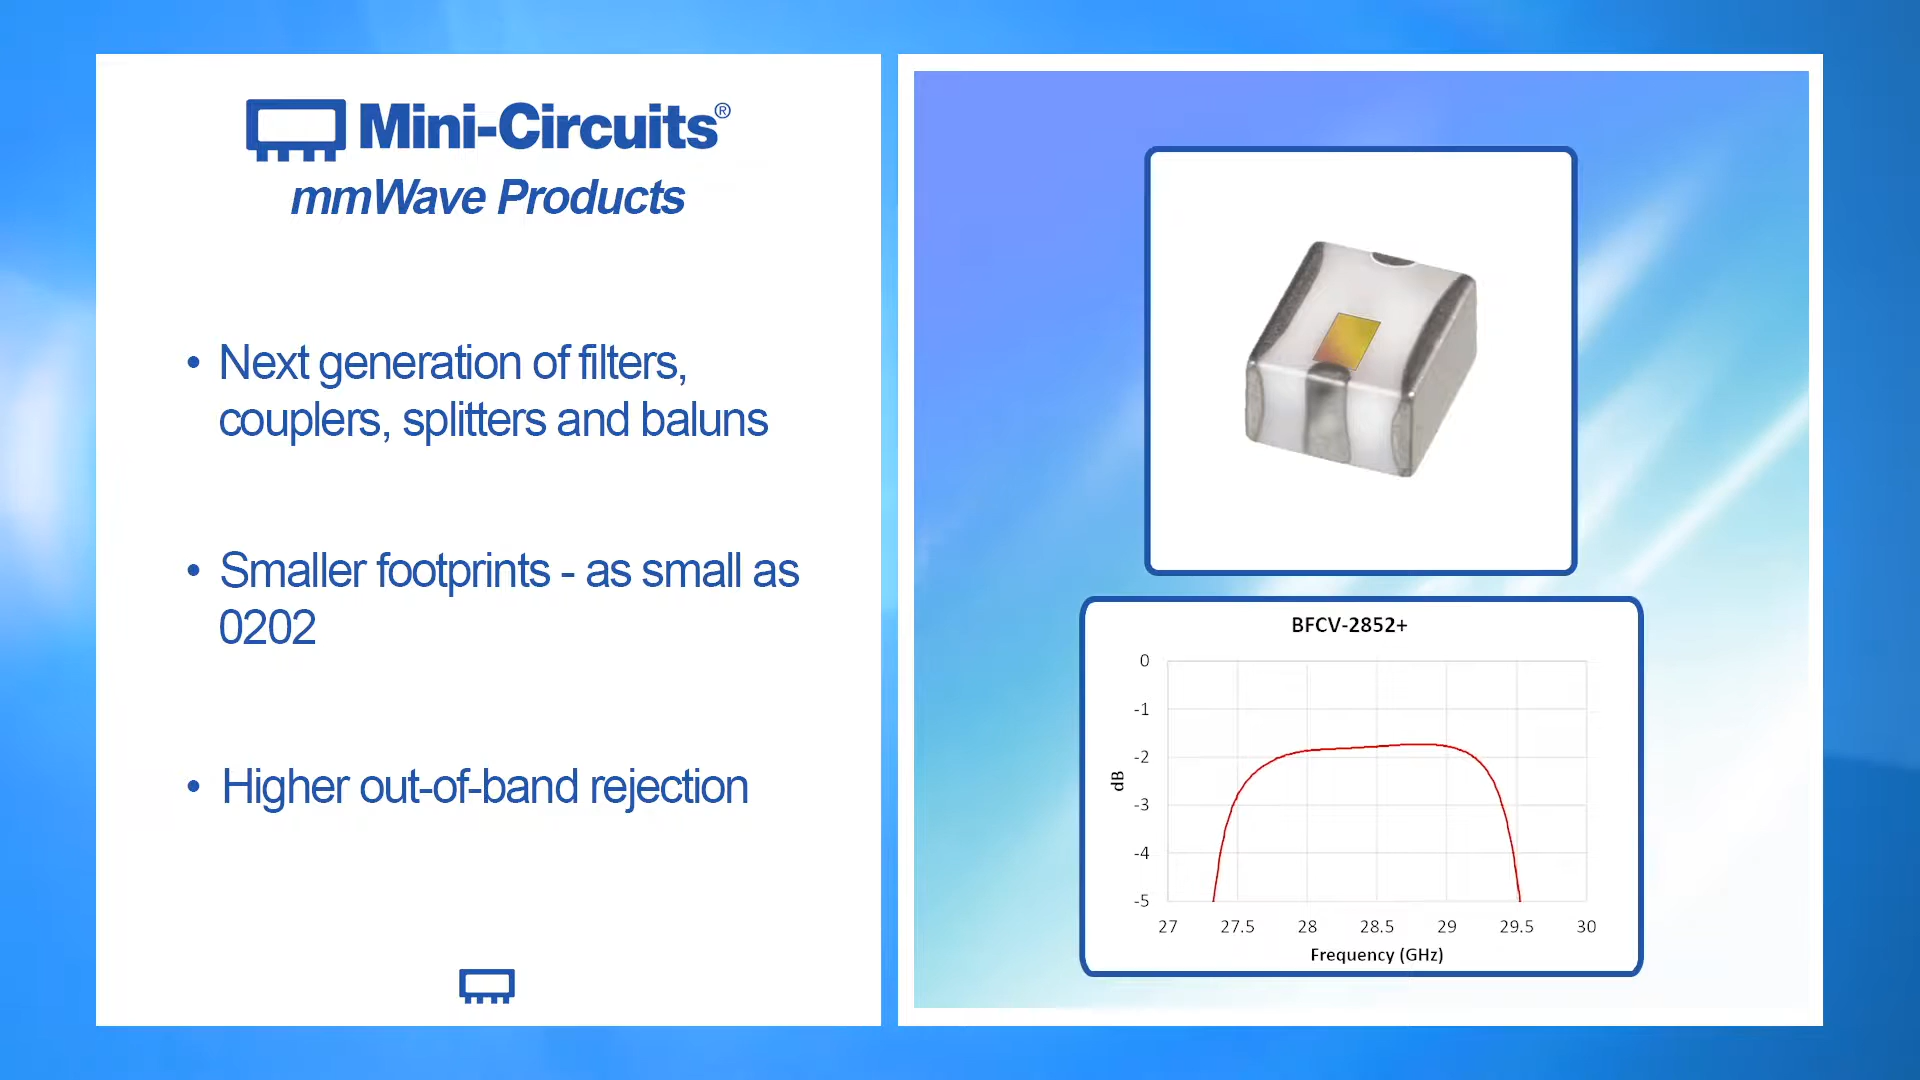 Mini-Circuits®
mmWave Products
• Next generation of filters,
couplers, splitters and baluns
• Smaller footprints - as small as
0202
• Higher out-of-band rejection
BFCV-2852+
0
-1
-2
-3
-4
-5
dB
27 27.5 28 28.5 29 29.5 30
Frequency (GHz)